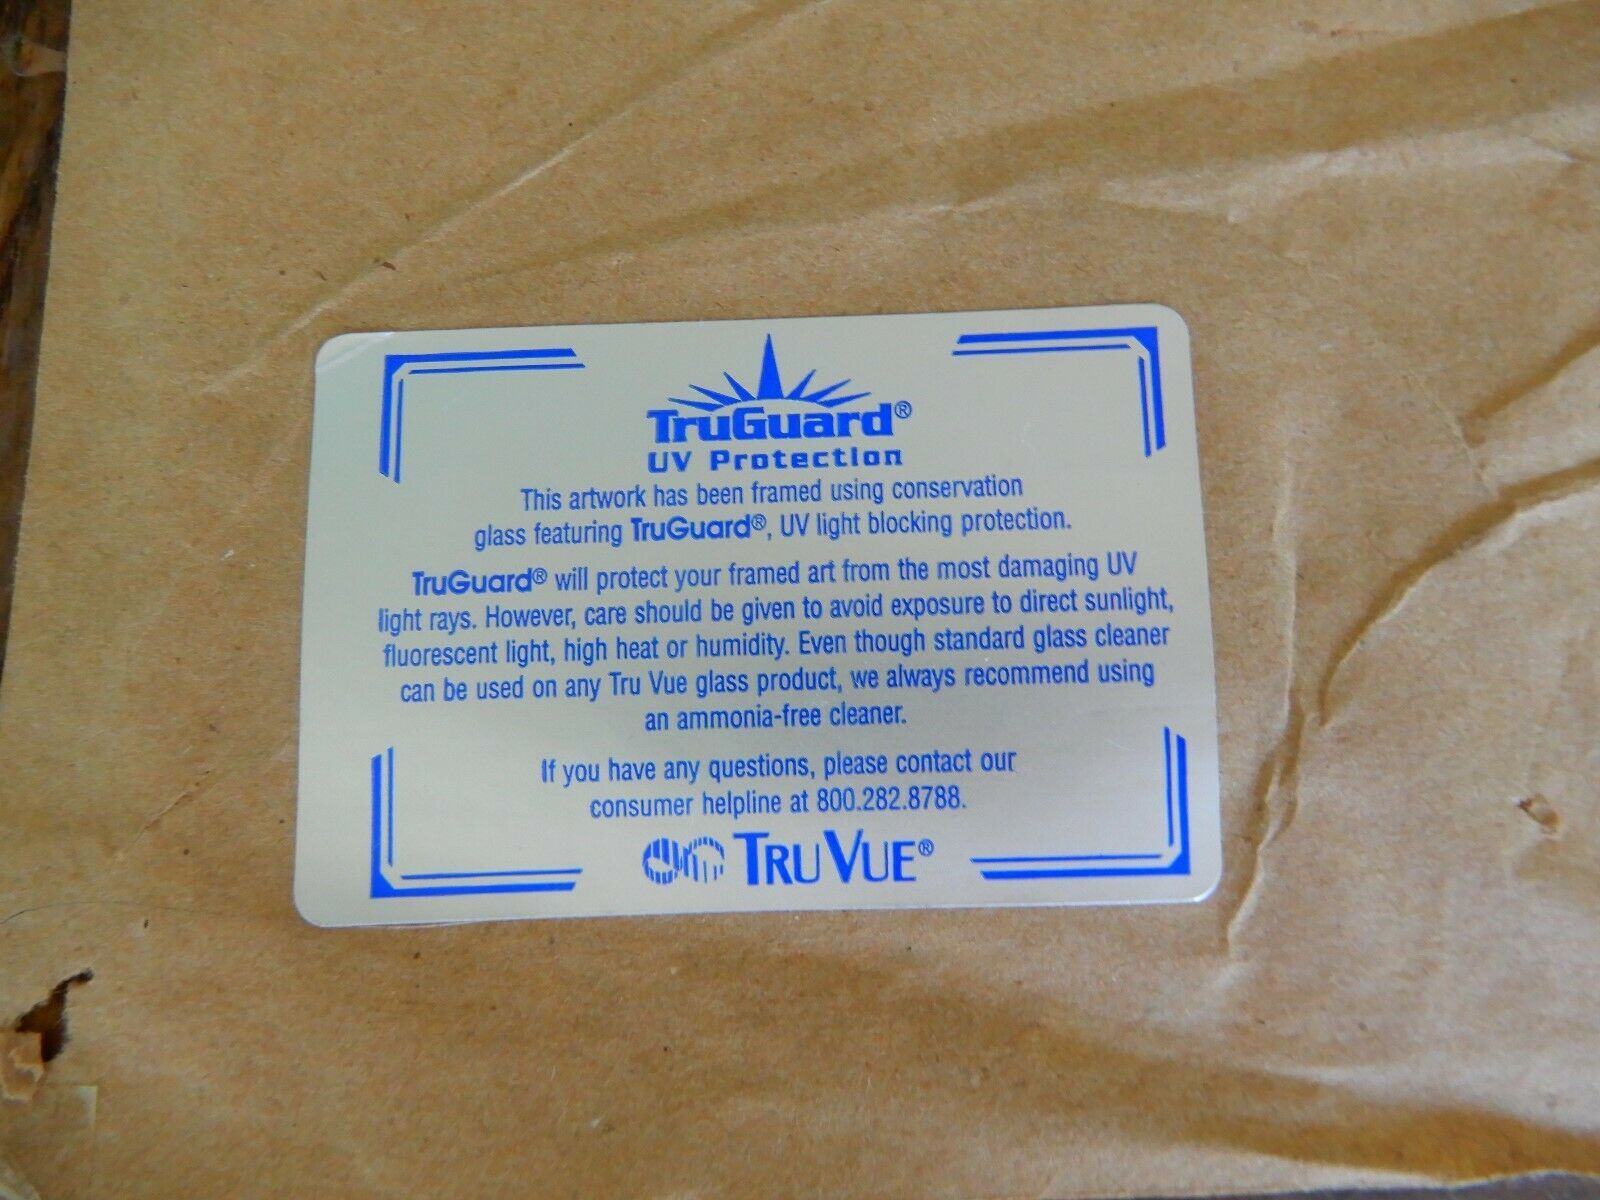 TruGuard®
UV Protection
This artwork has been framed using conservation
glass featuring TruGuard®, UV light blocking protection.
TruGuard® will protect your framed art from the most damaging UV
light rays. However, care should be given to avoid exposure to direct sunlight,
fluorescent light, high heat or humidity. Even though standard glass cleaner
can be used on any Tru Vue glass product, we always recommend using
an ammonia-free cleaner.
If you have any questions, please contact our
consumer helpline at 800.282.8788.
TRU VUE®